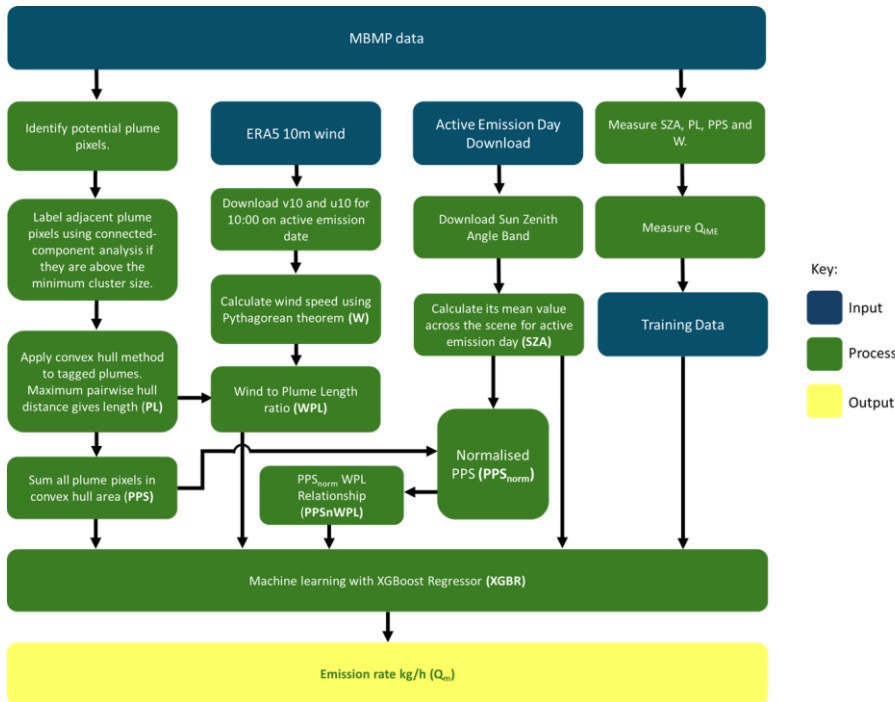 MBMP data
Identify potential plume
pixels.
Label adjacent plume
pixels using connected-
component analysis if
they are above the
minimum cluster size.
Apply convex hull method
to tagged plumes.
Maximum pairwise hull
distance gives length (PL)
Sum all plume pixels in
convex hull area (PPS)
ERA5 10m wind
Download v10 and u10 for
10:00 on active emission
date
Calculate wind speed using
Pythagorean theorem (W)
Wind to Plume Length
ratio (WPL)
PPSnorm WPL
Relationship
(PPSnWPL)
Active Emission Day
Download
Download Sun Zenith
Angle Band
Calculate its mean value
across the scene for active
emission day (SZA)
Normalised
PPS (PPSnorm)
Measure SZA, PL, PPS and
W.
Measure QIME
Training Data
Machine learning with XGBoost Regressor (XGBR)
Emission rate kg/h (Qm)
Key:
Input
Process
Output